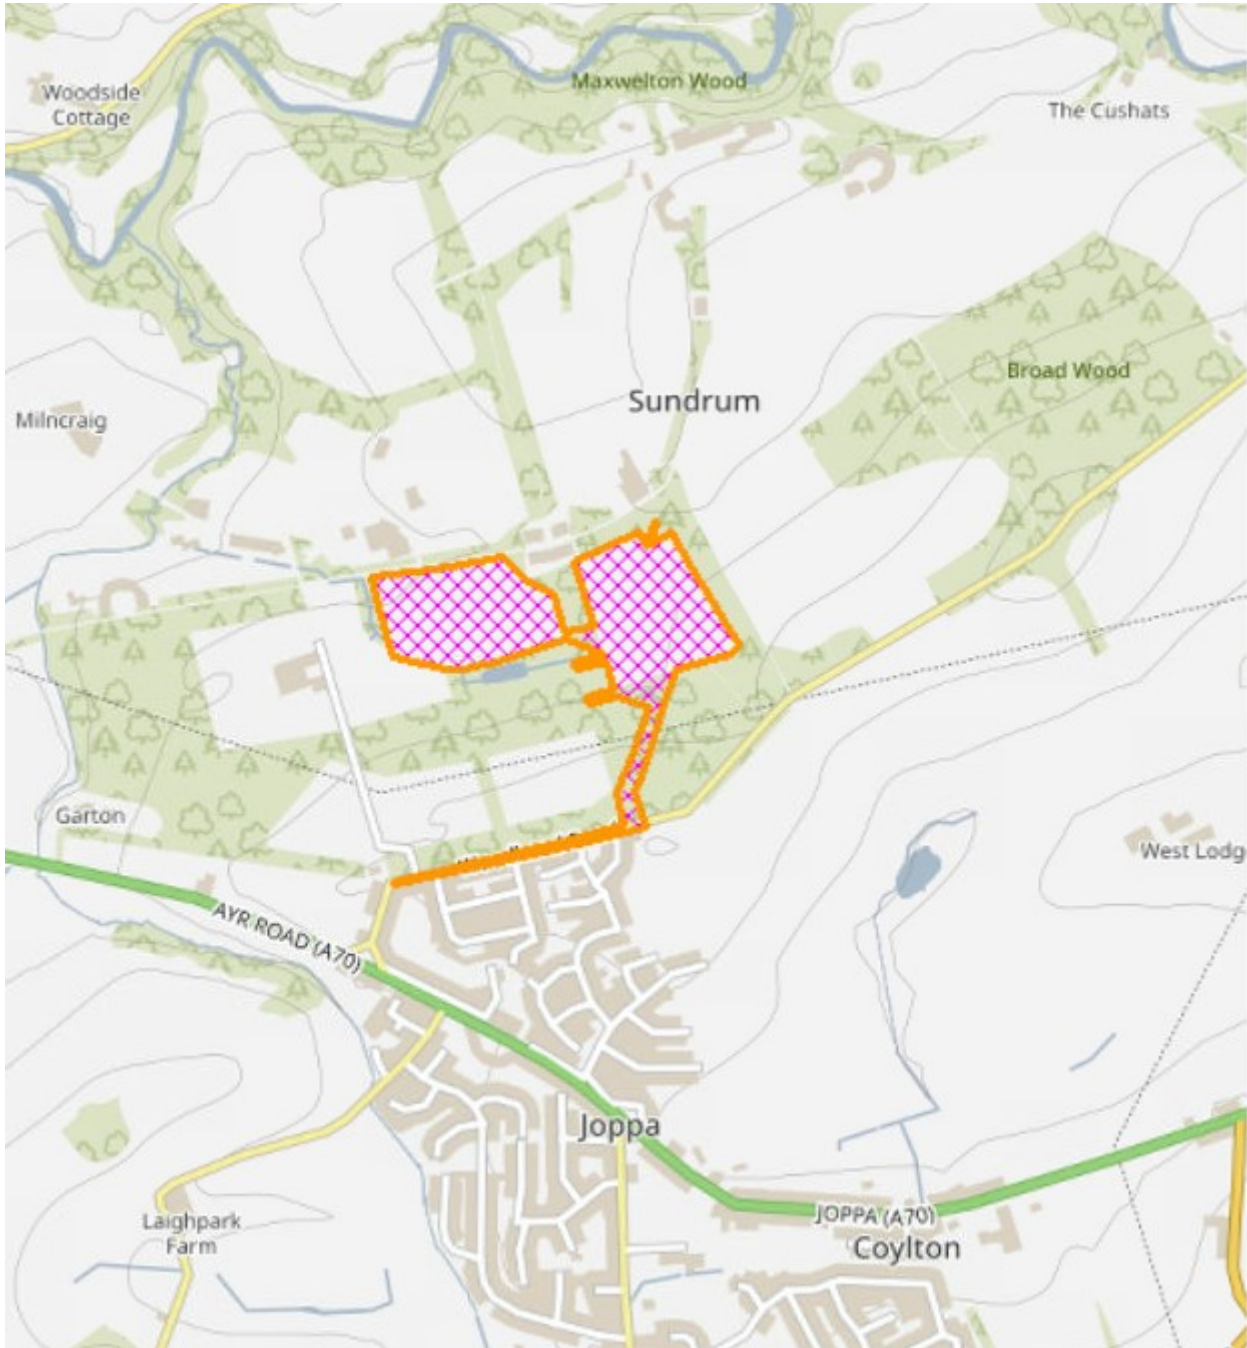 Maxwelton Wood
Woodside
Cottage
The Cushats
Broad Wood
Sundrum
Milncraig
Garton
West Lodg
AYR ROAD (A70)
Joppa
JOPPA (A70)
Laighpark
Farm
Coylton